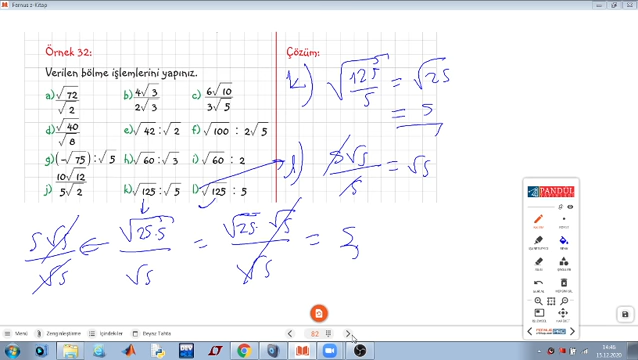 Fornus z-Kitap
Örnek 32:
Verilen bölme işlemlerini yapınız.
a) √72 / √2 b) 4√3 / 2√3 c) 6√10 / 3√5
d) √40 / √8 e) √42 : √2 f) √100 : 2√5
g) (-√75) : √5 h) √60 : √3 i) √60 : 2
j) 10√12 / 5√2 k) √125 : √5 l) √125 : 5
Çözüm:
k) √(125/5) = √25
= 5
l) 5√5 / 5 = √5
5√5 / √5 ← √(25·5) / √5 = √25 · √5 / √5 = 5
PANDÜL
Menü Zenginleştirme İçindekiler Beyaz Tahta 82
14:46
15.12.2020